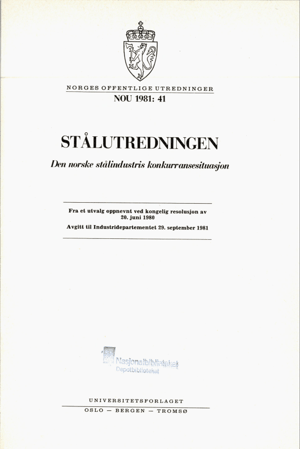 NORGES OFFENTLIGE UTREDNINGER
NOU 1981: 41
STÅLUTREDNINGEN
Den norske stålindustris konkurransesituasjon
Fra et utvalg oppnevnt ved kongelig resolusjon av
20. juni 1980
Avgitt til Industridepartementet 29. september 1981
Nasjonalbiblioteket
UNIVERSITETSFORLAGET
OSLO — BERGEN — TROMSØ